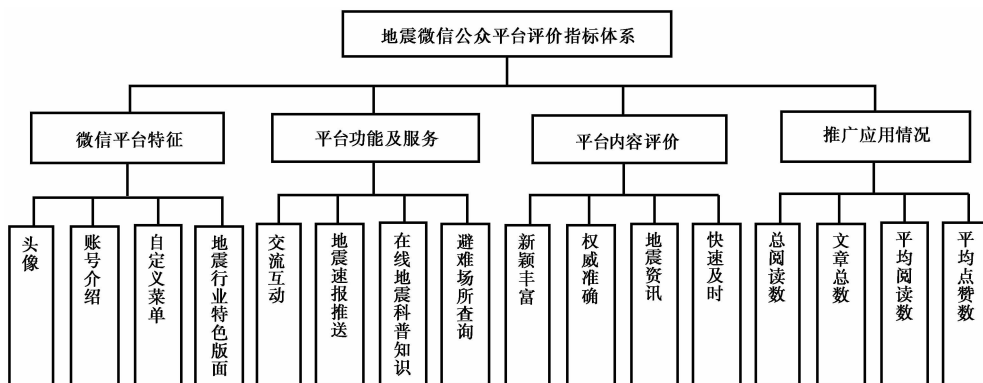 地震微信公众平台评价指标体系
微信平台特征
平台功能及服务
平台内容评价
推广应用情况
头像
账号介绍
自定义菜单
地震行业特色版面
交流互动
地震速报推送
在线地震科普知识
避难场所查询
新颖丰富
权威准确
地震资讯
快速及时
总阅读数
文章总数
平均阅读数
平均点赞数